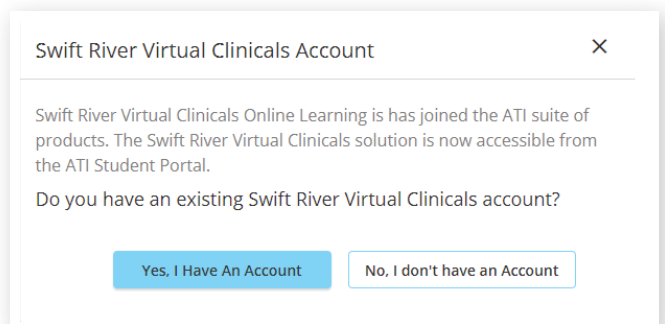 Swift River Virtual Clinicals Account
Swift River Virtual Clinicals Online Learning is has joined the ATI suite of
products. The Swift River Virtual Clinicals solution is now accessible from
the ATI Student Portal.
Do you have an existing Swift River Virtual Clinicals account?
Yes, I Have An Account
No, I don't have an Account